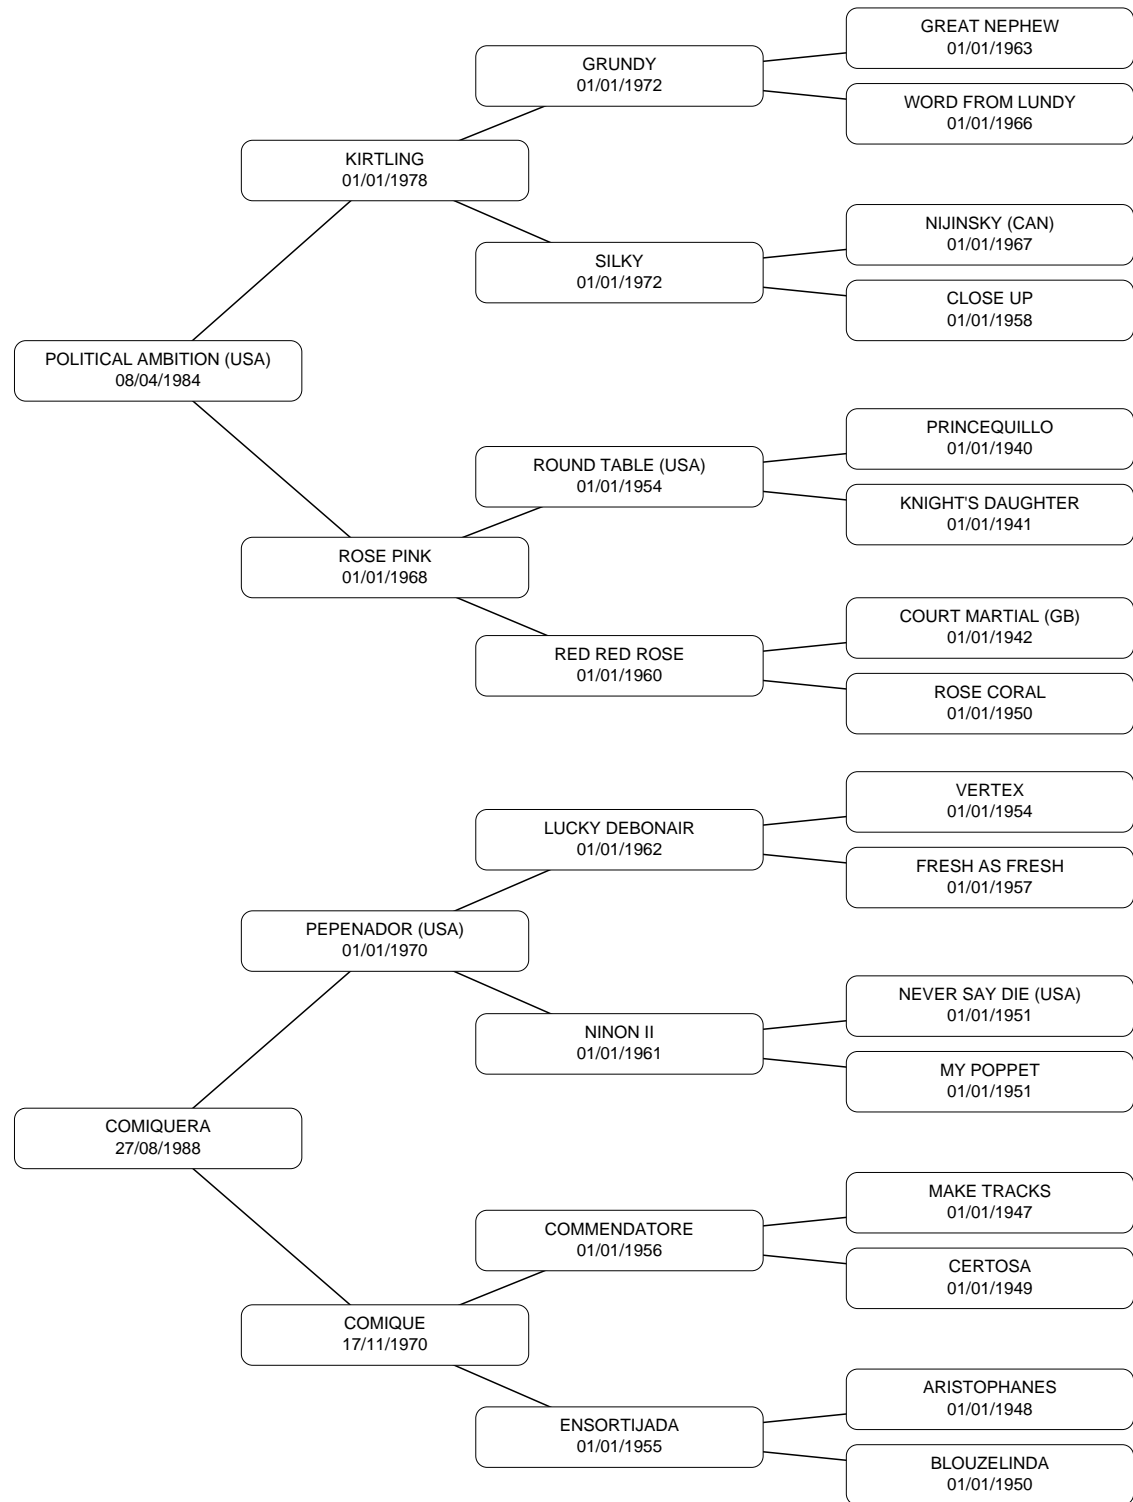 GREAT NEPHEW
01/01/1963
GRUNDY
01/01/1972
WORD FROM LUNDY
01/01/1966
KIRTLING
01/01/1978
NIJINSKY (CAN)
01/01/1967
SILKY
01/01/1972
CLOSE UP
01/01/1958
POLITICAL AMBITION (USA)
08/04/1984
PRINCEQUILLO
01/01/1940
ROUND TABLE (USA)
01/01/1954
KNIGHT'S DAUGHTER
01/01/1941
ROSE PINK
01/01/1968
COURT MARTIAL (GB)
01/01/1942
RED RED ROSE
01/01/1960
ROSE CORAL
01/01/1950
VERTEX
01/01/1954
LUCKY DEBONAIR
01/01/1962
FRESH AS FRESH
01/01/1957
PEPENADOR (USA)
01/01/1970
NEVER SAY DIE (USA)
01/01/1951
NINON II
01/01/1961
MY POPPET
01/01/1951
COMIQUERA
27/08/1988
MAKE TRACKS
01/01/1947
COMMENDATORE
01/01/1956
CERTOSA
01/01/1949
COMIQUE
17/11/1970
ARISTOPHANES
01/01/1948
ENSORTIJADA
01/01/1955
BLOUZELINDA
01/01/1950